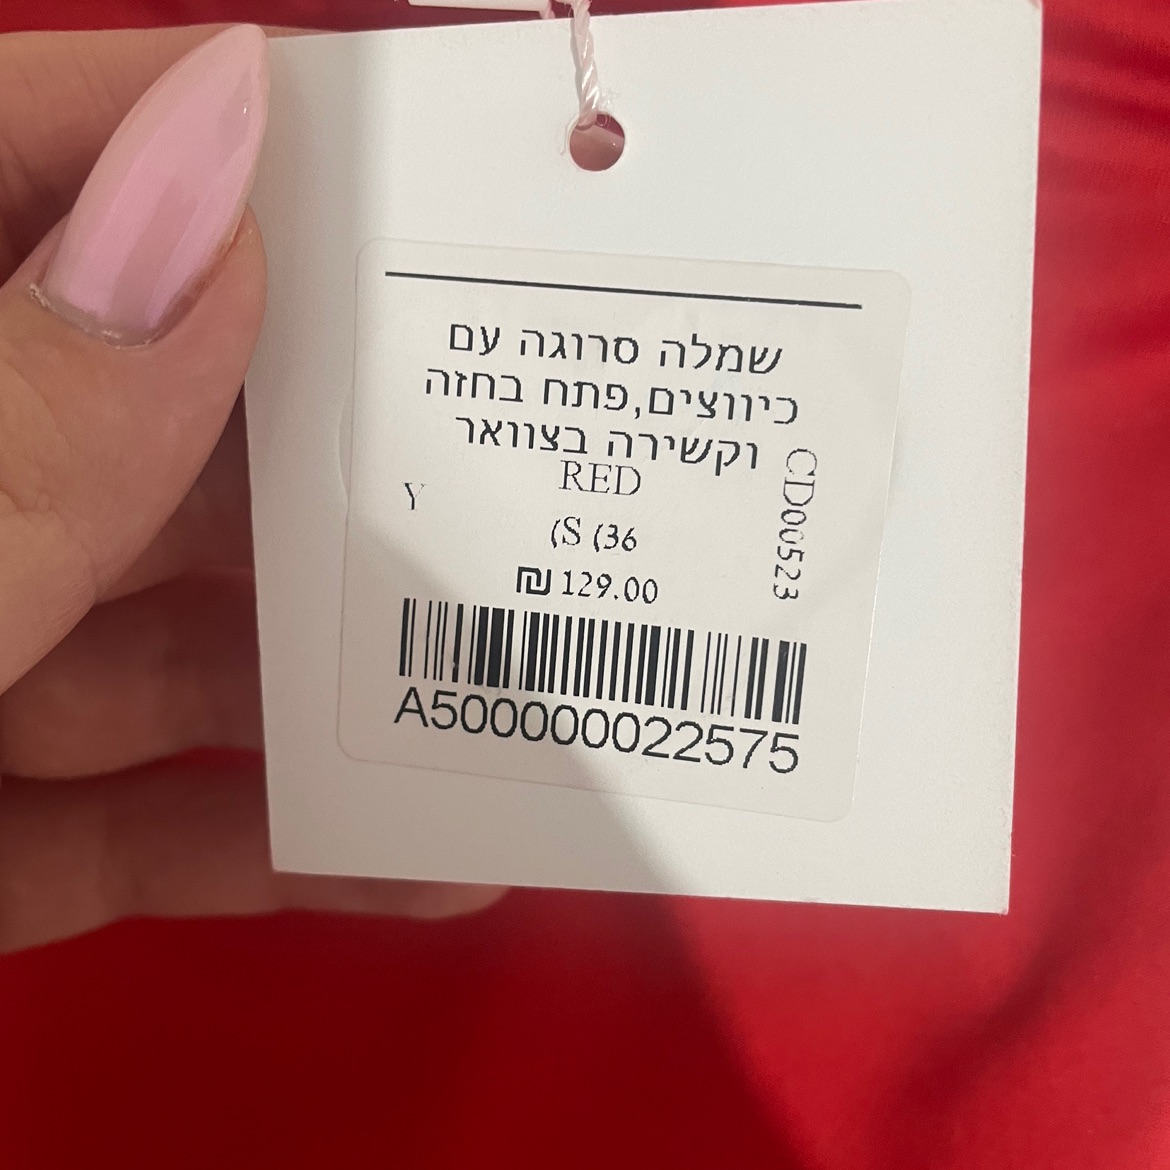 שמלה סרוגה עם
כיווצים,פתח בחזה
וקשירה בצוואר
RED
Y
(S (36
₪ 129.00
CD00523
A500000022575